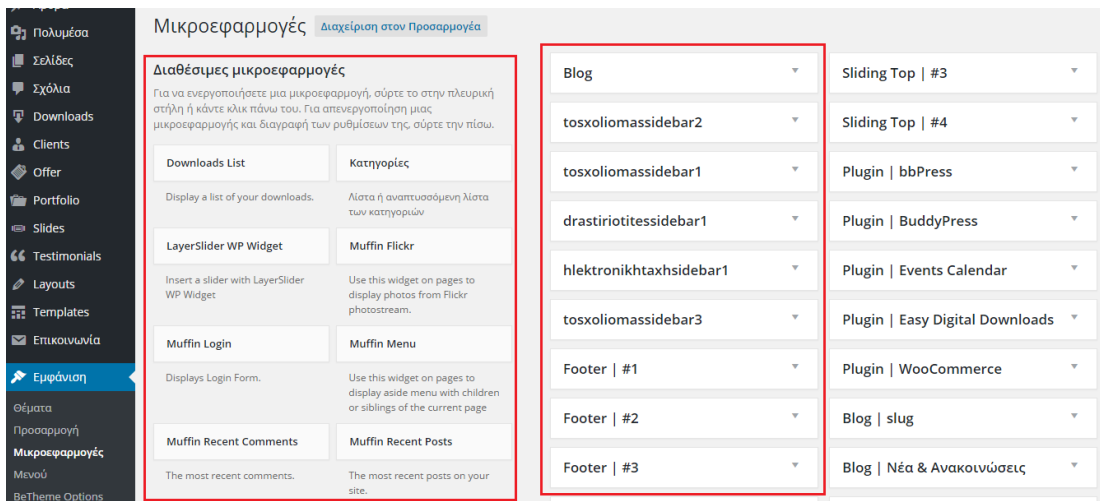 Πολυμέσα
Σελίδες
Σχόλια
Downloads
Clients
Offer
Portfolio
Slides
Testimonials
Layouts
Templates
Επικοινωνία
Εμφάνιση
Θέματα
Προσαρμογή
Μικροεφαρμογές
Μενού
BeTheme Options
Μικροεφαρμογές
Διαχείριση στον Προσαρμογέα
Διαθέσιμες μικροεφαρμογές
Για να ενεργοποιήσετε μια μικροεφαρμογή, σύρτε το στην πλευρική
στήλη ή κάντε κλικ πάνω του. Για απενεργοποίηση μιας
μικροεφαρμογής και διαγραφή των ρυθμίσεων της, σύρτε την πίσω.
Downloads List
Display a list of your downloads.
Κατηγορίες
Λίστα ή αναπτυσσόμενη λίστα
των κατηγοριών
LayerSlider WP Widget
Insert a slider with LayerSlider
WP Widget
Muffin Flickr
Use this widget on pages to
display photos from Flickr
photostream.
Muffin Login
Displays Login Form.
Muffin Menu
Use this widget on pages to
display aside menu with children
or siblings of the current page
Muffin Recent Comments
The most recent comments.
Muffin Recent Posts
The most recent posts on your
site.
Blog
tosxoliomassidebar2
tosxoliomassidebar1
drastiriotitessidebar1
hlektronikhtaxhsidebar1
tosxoliomassidebar3
Footer | #1
Footer | #2
Footer | #3
Sliding Top | #3
Sliding Top | #4
Plugin | bbPress
Plugin | BuddyPress
Plugin | Events Calendar
Plugin | Easy Digital Downloads
Plugin | WooCommerce
Blog | slug
Blog | Νέα & Ανακοινώσεις